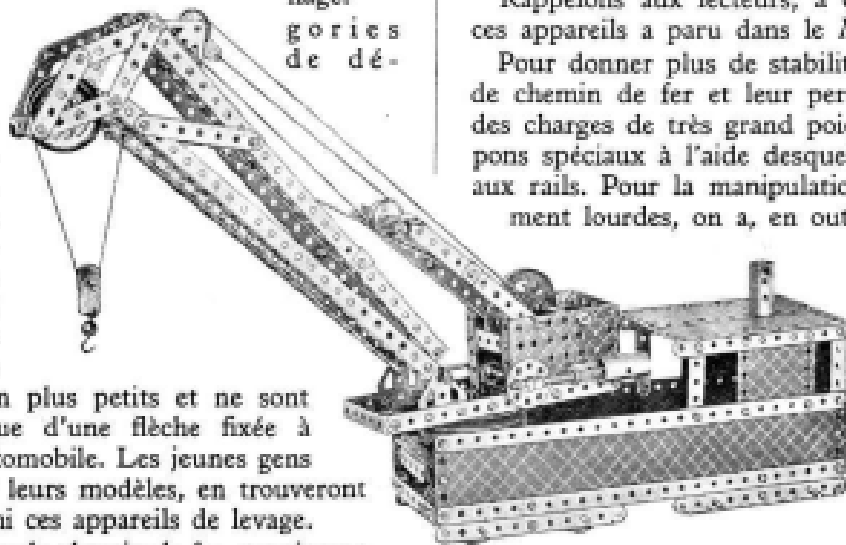 gories
de dé-
n plus petits et ne sont
ue d'une flèche fixée à
tomobile. Les jeunes gens
leurs modèles, en trouveront
ni ces appareils de levage.
Rappelons aux lecteurs, à
ces appareils a paru dans le
Pour donner plus de stabilit
de chemin de fer et leur per
des charges de très grand poi
pons spéciaux à l'aide desque
aux rails. Pour la manipulatio
ment lourdes, on a, en out